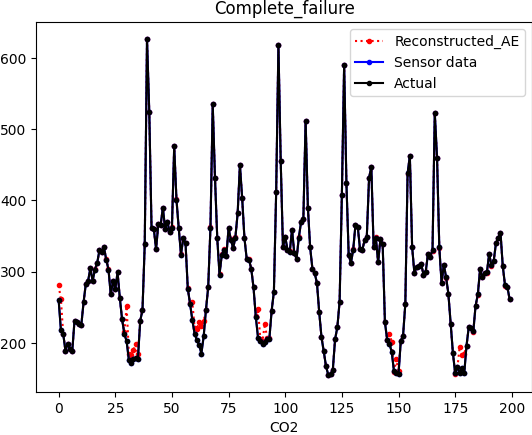 Complete_failure
Reconstructed_AE
Sensor data
Actual
600
500
400
300
200
0 25 50 75 100 125 150 175 200
CO2